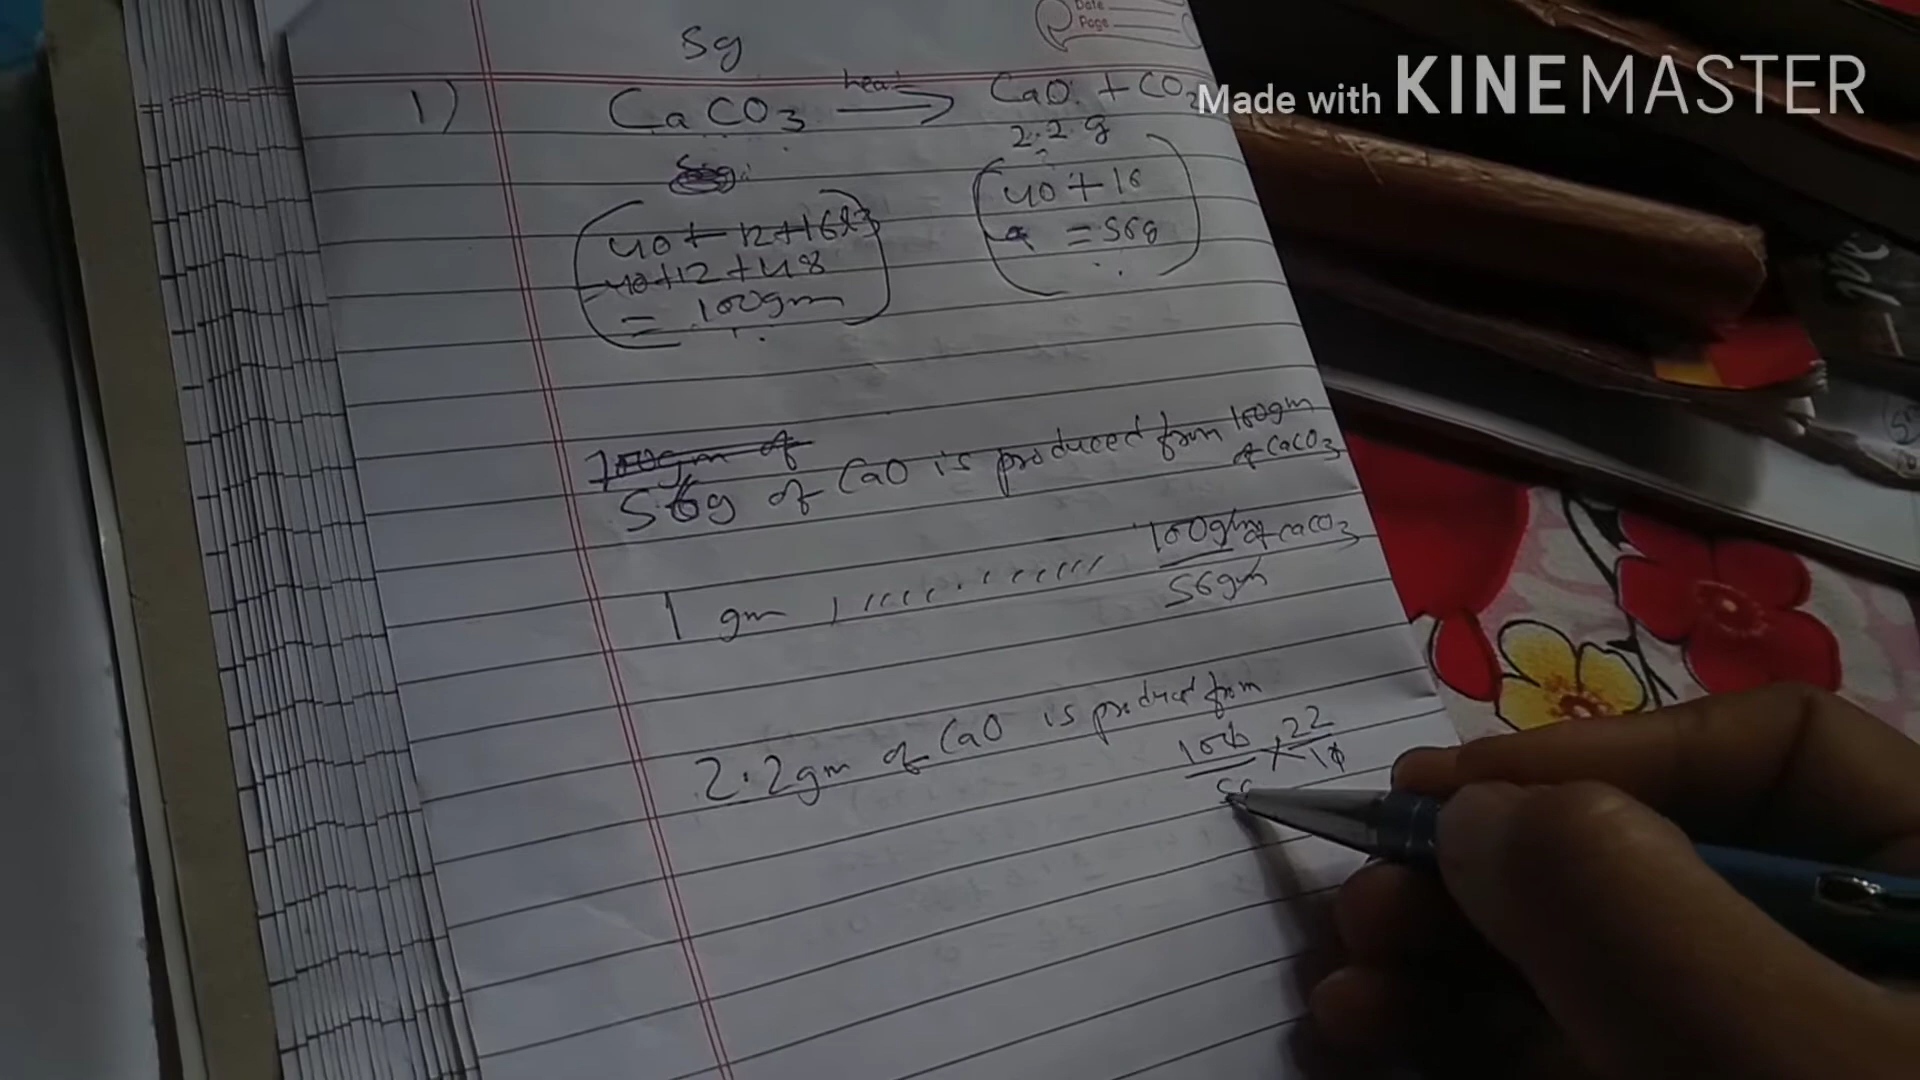 Date
Page
5g
1) CaCO3 heat → CaO + CO2
2.2 g
40 + 12 + 16x3
40+12+48
= 100gm
40 + 16
= 56g
100gm of
56g of CaO is produced from 100gm of CaCO3
1 gm 100gm of CaCO3
56gm
2.2gm of CaO is produced from
100 × 22
56 10
Made with KINEMASTER